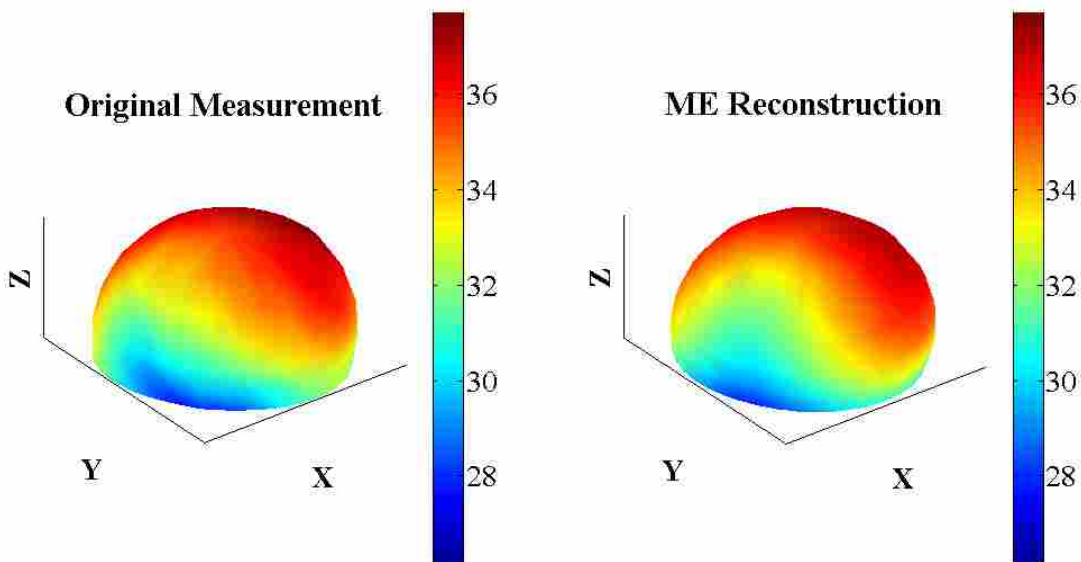 Original Measurement
Z
Y
X
36
34
32
30
28
ME Reconstruction
Z
Y
X
36
34
32
30
28